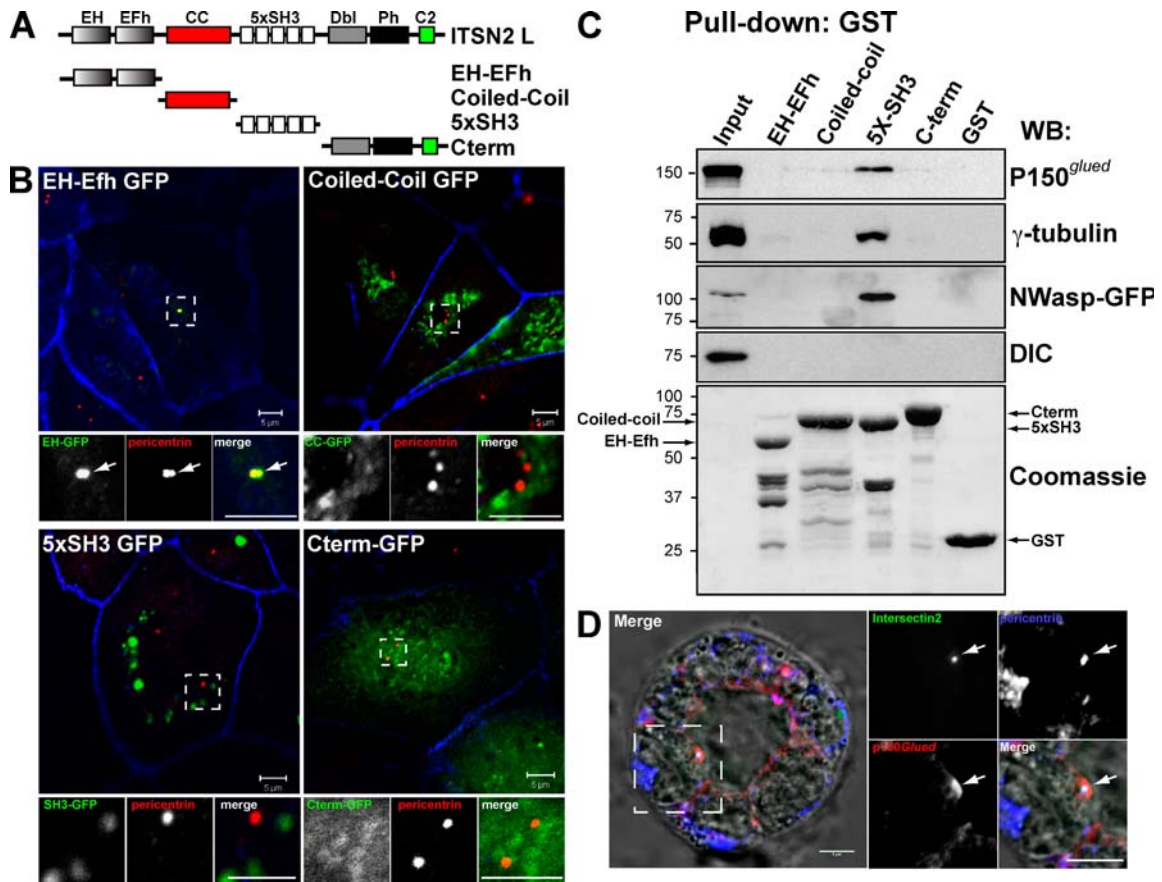 A
EH EFh CC 5xSH3 Dbl Ph C2
ITSN2 L
EH-EFh
Coiled-Coil
5xSH3
Cterm
B
EH-Efh GFP
Coiled-Coil GFP
5 µm
5 µm
EH-GFP pericentrin merge
CC-GFP pericentrin merge
5xSH3 GFP
Cterm-GFP
5 µm
5 µm
SH3-GFP pericentrin merge
Cterm-GFP pericentrin merge
C
Pull-down: GST
Input EH-EFh Coiled-coil 5X-SH3 C-term GST
WB:
150
P150glued
75
50
γ-tubulin
100
75
NWasp-GFP
75
DIC
100
75
50
37
25
Coiled-coil
EH-Efh
Cterm
5xSH3
Coomassie
GST
D
Merge
Intersectin2
pericentrin
Merge